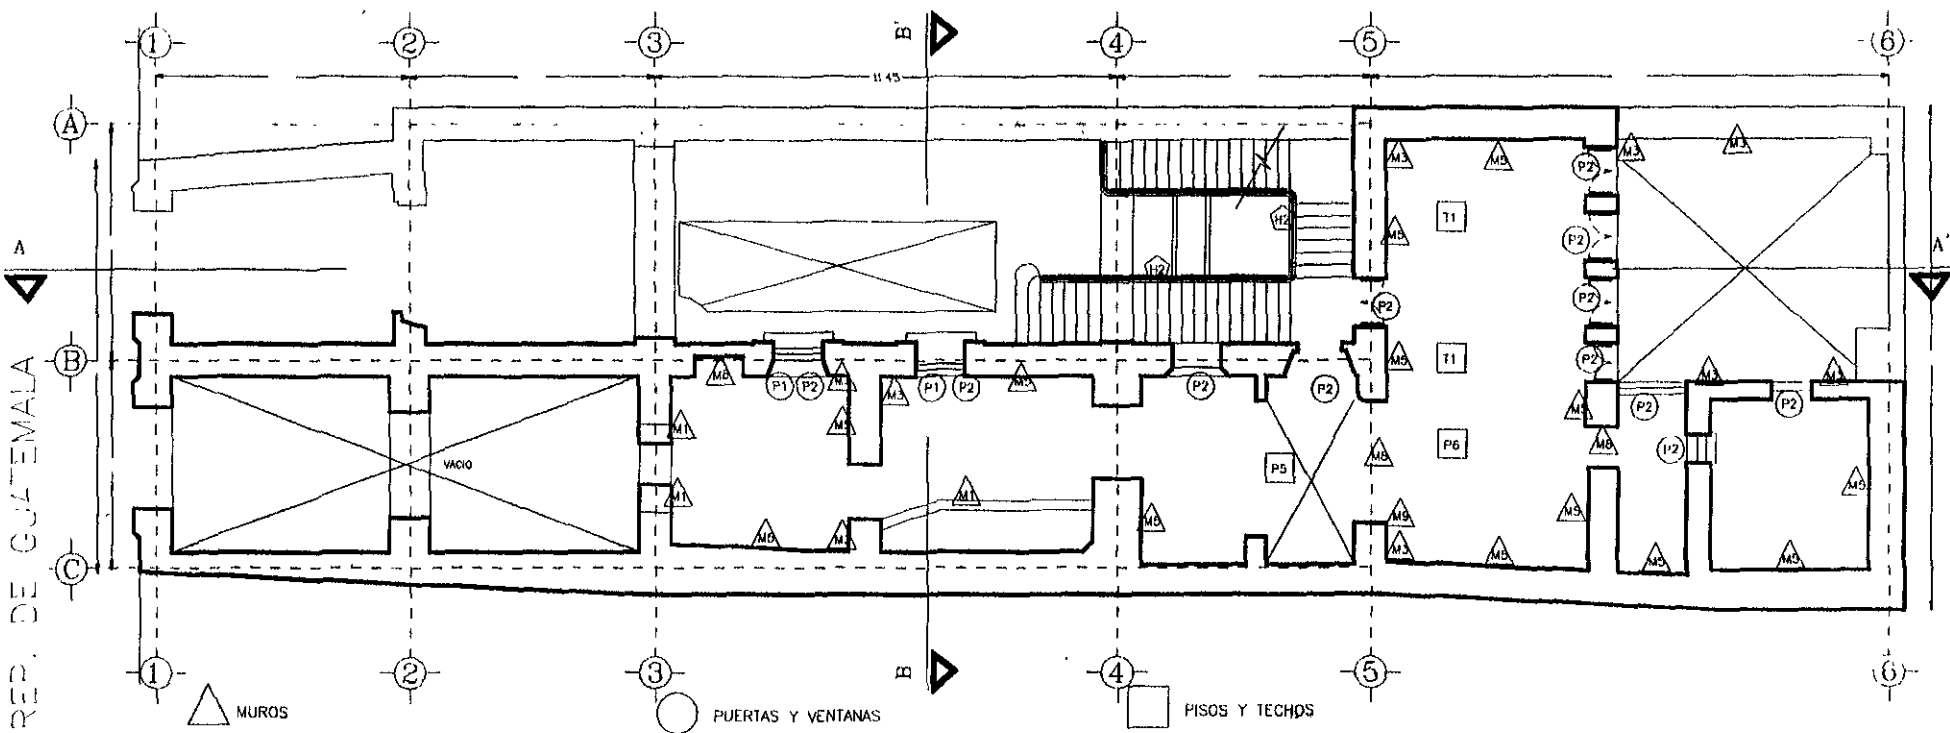 B'
1 2 3 4 5 6
11 45
A
M3 M5 P2 M3 M3
H2 M5 T1 P2
A A'
H2
P2 P2
B
M8 M5 M5 T1 P2 M3
P1 P2 M3 P1 P2 P2 P2 M5 P2 P2
M1 M5 M8 P6 M8 P2
VACIO P5
M1 M1 M5 M5
M5 M5 M9 M5
M3 M5 M5 M5
C
REP. DE GUATEMALA
1 2 3 B 4 5 6
MUROS
PUERTAS Y VENTANAS
PISOS Y TECHOS